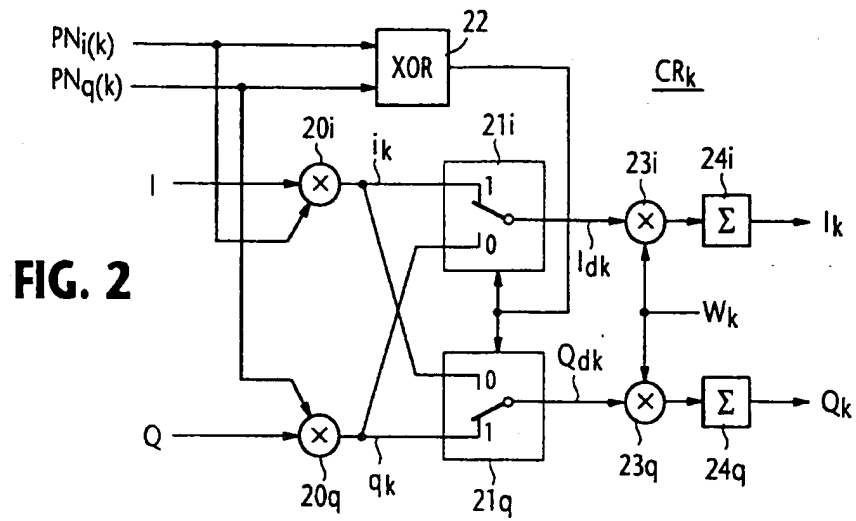 PNi(k)
PNq(k)
22
XOR
CRk
20i
ik
21i
1
0
23i
24i
I
×
×
Σ
Ik
Idk
FIG. 2
Wk
Qdk
0
1
Q
×
×
Σ
Qk
qk
20q
21q
23q
24q